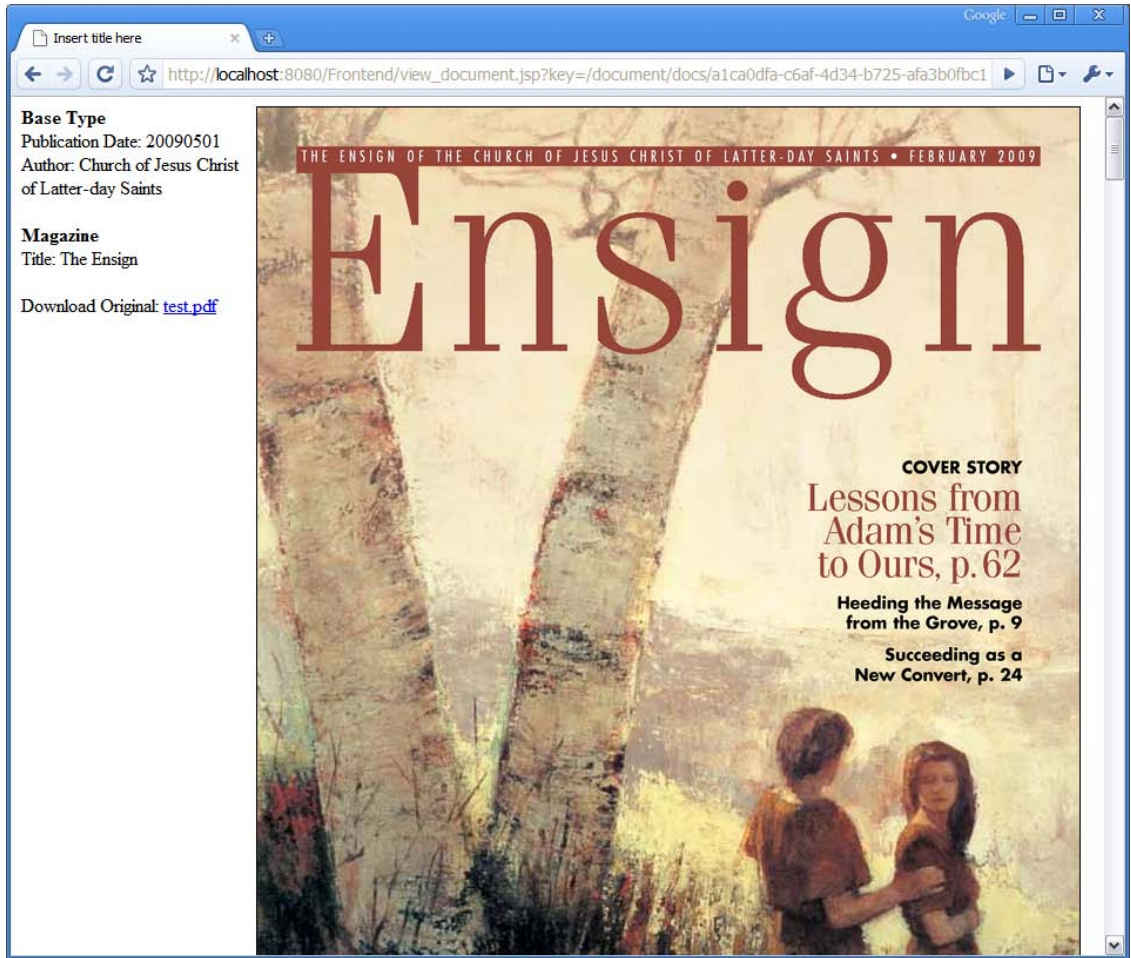 Google
Insert title here
http://localhost:8080/Frontend/view_document.jsp?key=/document/docs/a1ca0dfa-c6af-4d34-b725-afa3b0fbc1
Base Type
Publication Date: 20090501
Author: Church of Jesus Christ
of Latter-day Saints
Magazine
Title: The Ensign
Download Original: test.pdf
THE ENSIGN OF THE CHURCH OF JESUS CHRIST OF LATTER-DAY SAINTS • FEBRUARY 2009
Ensign
COVER STORY
Lessons from
Adam's Time
to Ours, p. 62
Heeding the Message
from the Grove, p. 9
Succeeding as a
New Convert, p. 24